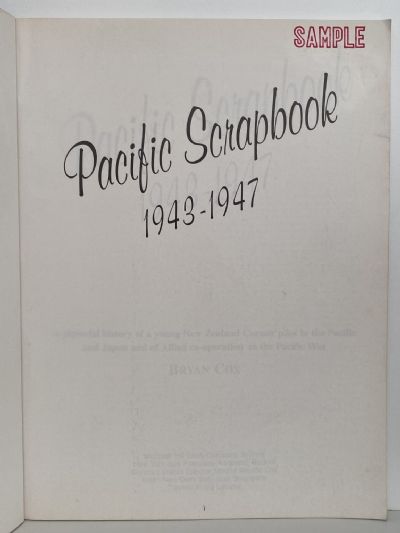 SAMPLE
Pacific Scrapbook
1943-1947
A pictorial history of a young New Zealand Corsair pilot in the Pacific
and Japan and of Allied co-operation in the Pacific War
BRYAN COX
1